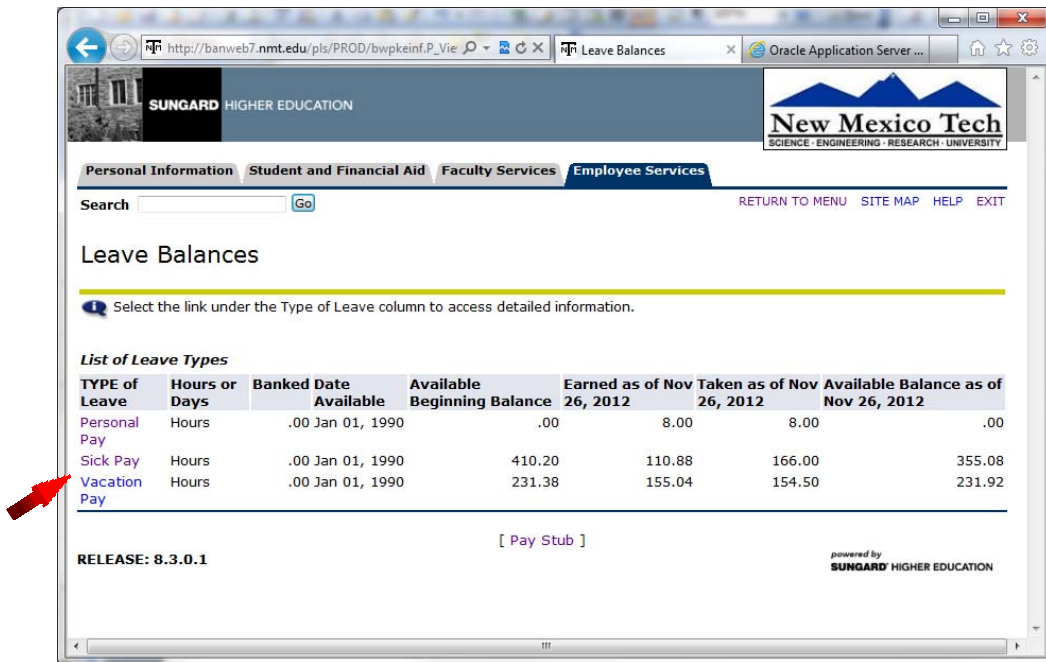 http://banweb7.nmt.edu/pls/PROD/bwpkeinf.P_Vie
Leave Balances
Oracle Application Server ...
SUNGARD HIGHER EDUCATION
New Mexico Tech
SCIENCE · ENGINEERING · RESEARCH · UNIVERSITY
Personal Information Student and Financial Aid Faculty Services Employee Services
Search Go RETURN TO MENU SITE MAP HELP EXIT
Leave Balances
Select the link under the Type of Leave column to access detailed information.
List of Leave Types
TYPE of Hours or Banked Date Available Earned as of Nov Taken as of Nov Available Balance as of
Leave Days Available Beginning Balance 26, 2012 26, 2012 Nov 26, 2012
Personal Hours .00 Jan 01, 1990 .00 8.00 8.00 .00
Pay
Sick Pay Hours .00 Jan 01, 1990 410.20 110.88 166.00 355.08
Vacation Hours .00 Jan 01, 1990 231.38 155.04 154.50 231.92
Pay
[ Pay Stub ]
RELEASE: 8.3.0.1
powered by
SUNGARD HIGHER EDUCATION